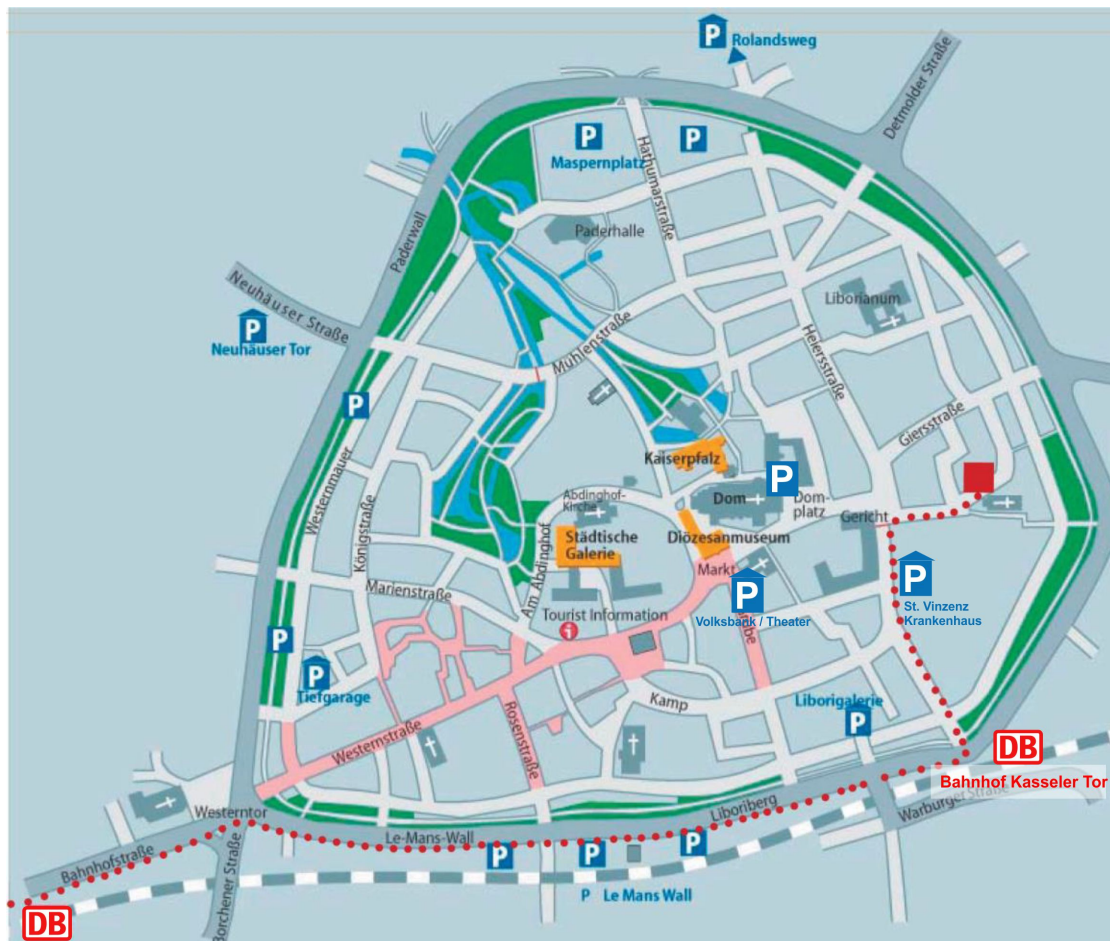 P
Rolandsweg
Detmolder Straße
P
Maspernplatz
P
Hathumarstraße
Paderhalle
Paderwall
Neuhäuser Straße
P
Neuhäuser Tor
Liborianum
Mühlenstraße
Heiersstraße
P
Giersstraße
Westernmauer
Königstraße
Kaiserpfalz
Dom
P
Dom-
platz
Gericht
Abdinghof-
Kirche
Städtische
Galerie
Diözesanmuseum
Markt
Am Abdinghof
Marienstraße
Tourist Information
i
P
Volksbank / Theater
P
St. Vinzenz
Krankenhaus
P
P
Tiefgarage
Kamp
Liborigalerie
P
Rosenstraße
Westernstraße
DB
Bahnhof Kasseler Tor
Warburger Straße
Liboriberg
Westerntor
Le-Mans-Wall
Bahnhofstraße
Borchener Straße
P
P
P
P Le Mans Wall
DB